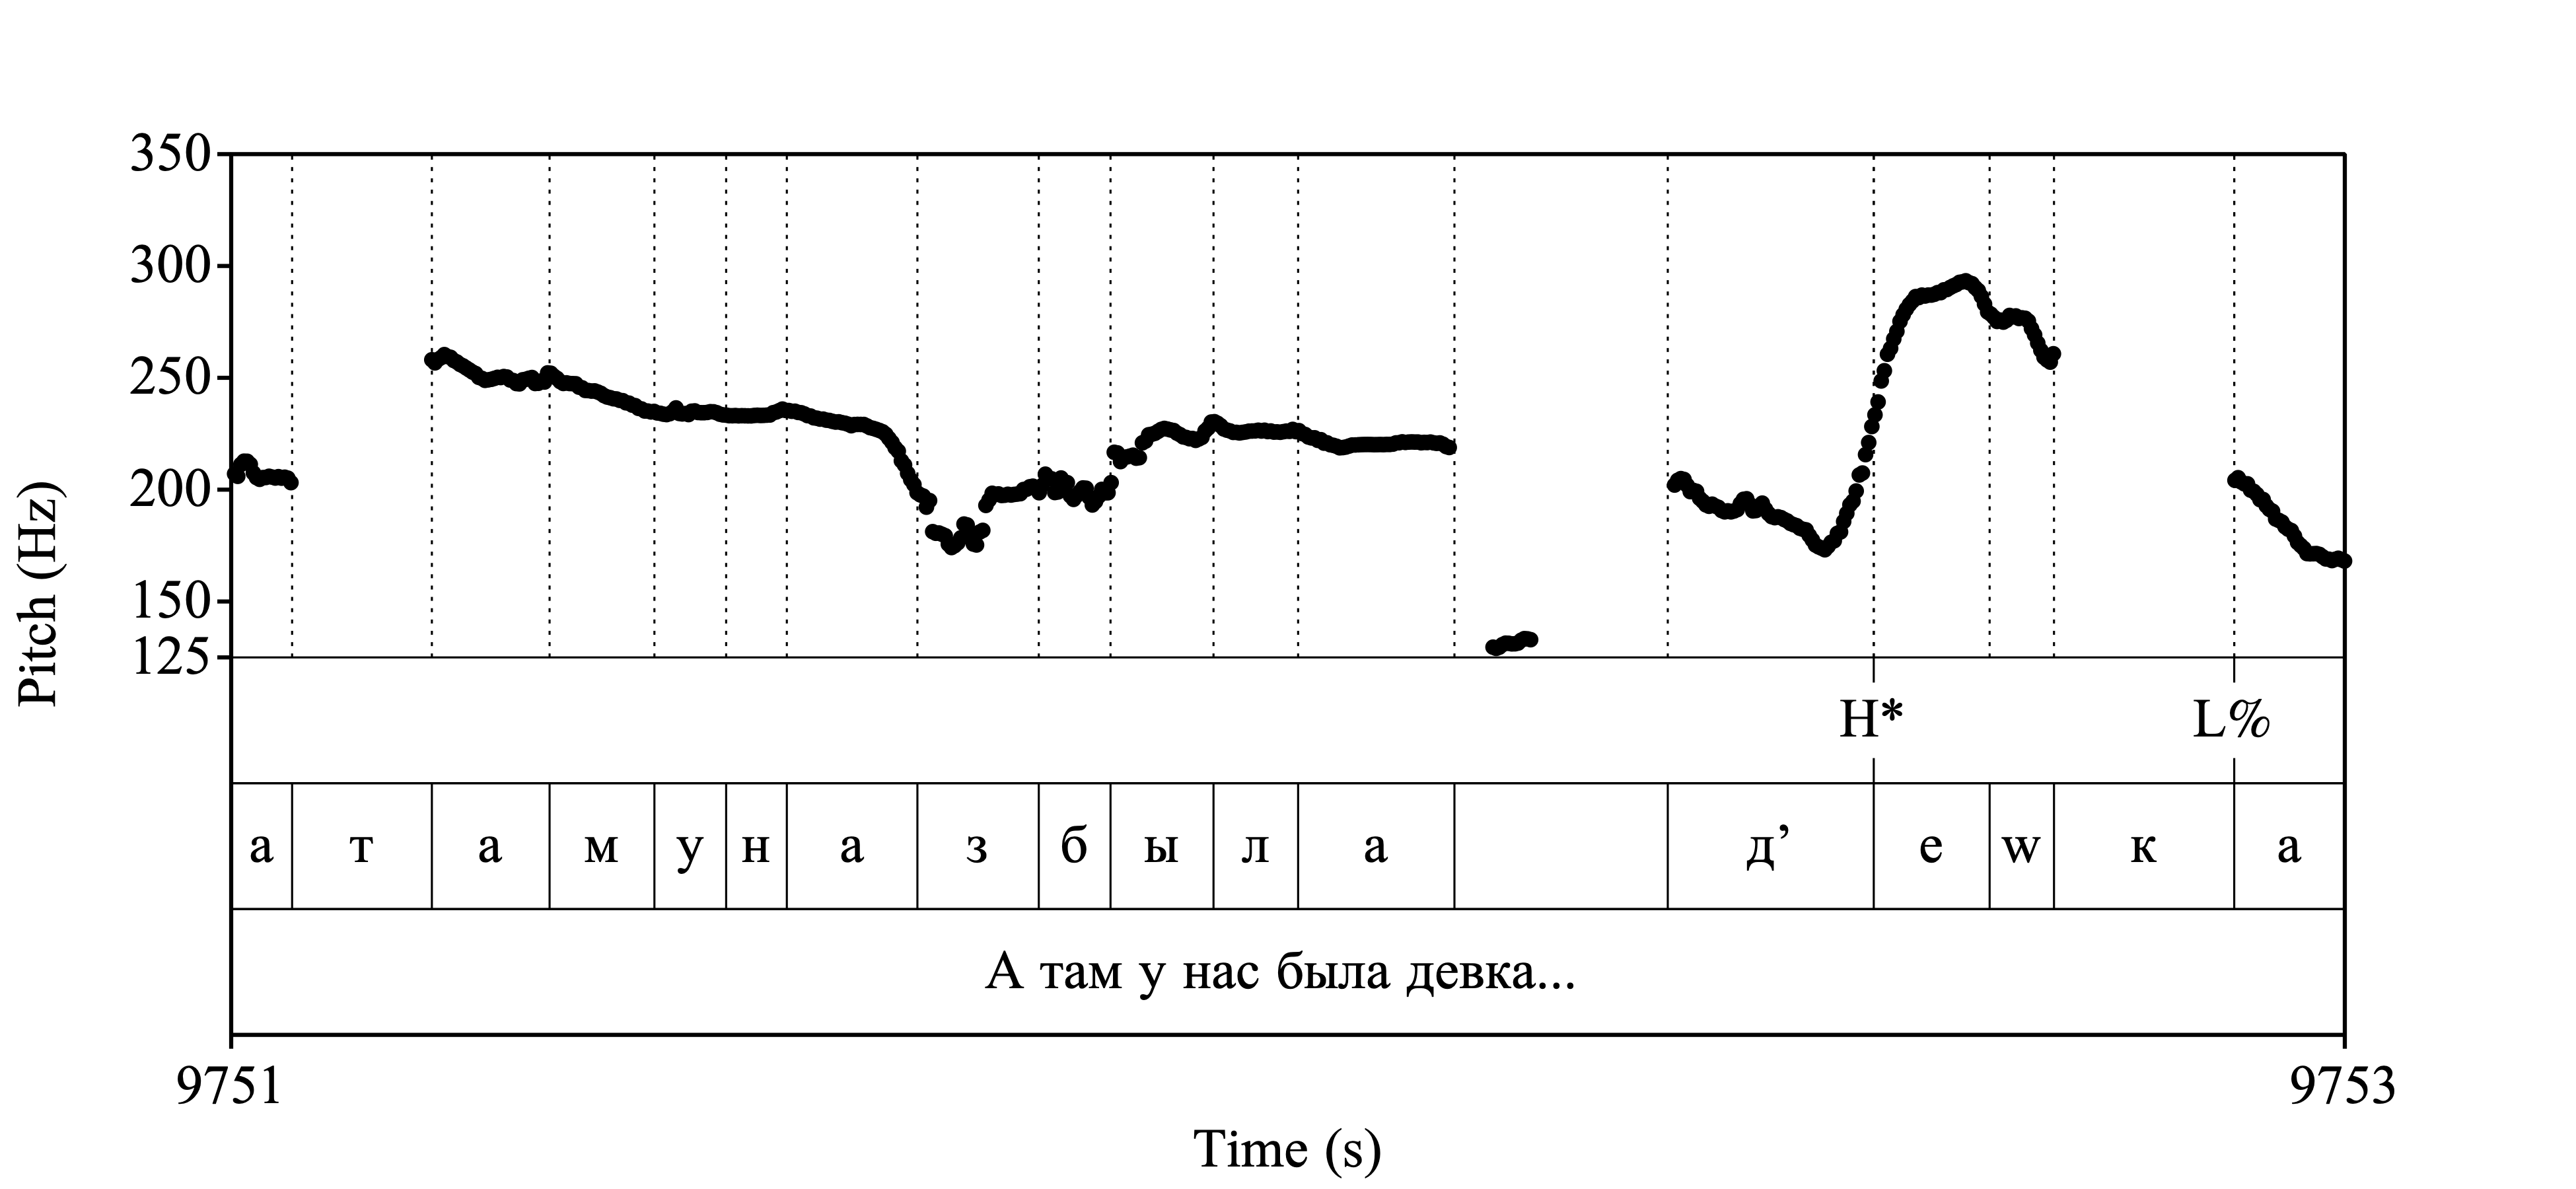 350
300
250
200
150
125
Pitch (Hz)
H* L%
а т а м у н а з б ы л а д’ е w к а
А там у нас была девка...
9751 9753
Time (s)